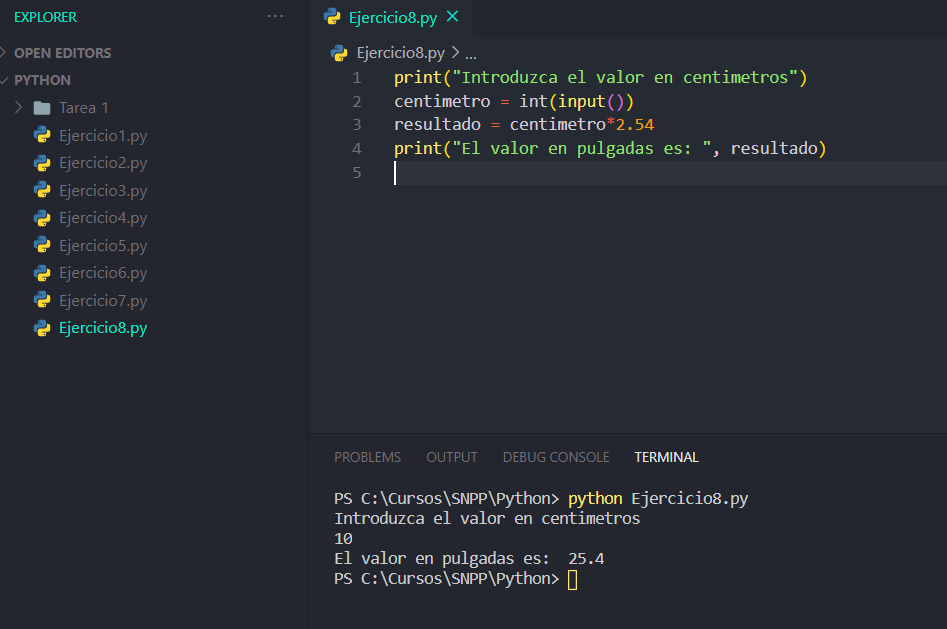 EXPLORER ...
OPEN EDITORS
PYTHON
Tarea 1
Ejercicio1.py
Ejercicio2.py
Ejercicio3.py
Ejercicio4.py
Ejercicio5.py
Ejercicio6.py
Ejercicio7.py
Ejercicio8.py
Ejercicio8.py ×
Ejercicio8.py > ...
1 print("Introduzca el valor en centimetros")
2 centimetro = int(input())
3 resultado = centimetro*2.54
4 print("El valor en pulgadas es: ", resultado)
5
PROBLEMS OUTPUT DEBUG CONSOLE TERMINAL
PS C:\Cursos\SNPP\Python> python Ejercicio8.py
Introduzca el valor en centimetros
10
El valor en pulgadas es:  25.4
PS C:\Cursos\SNPP\Python>